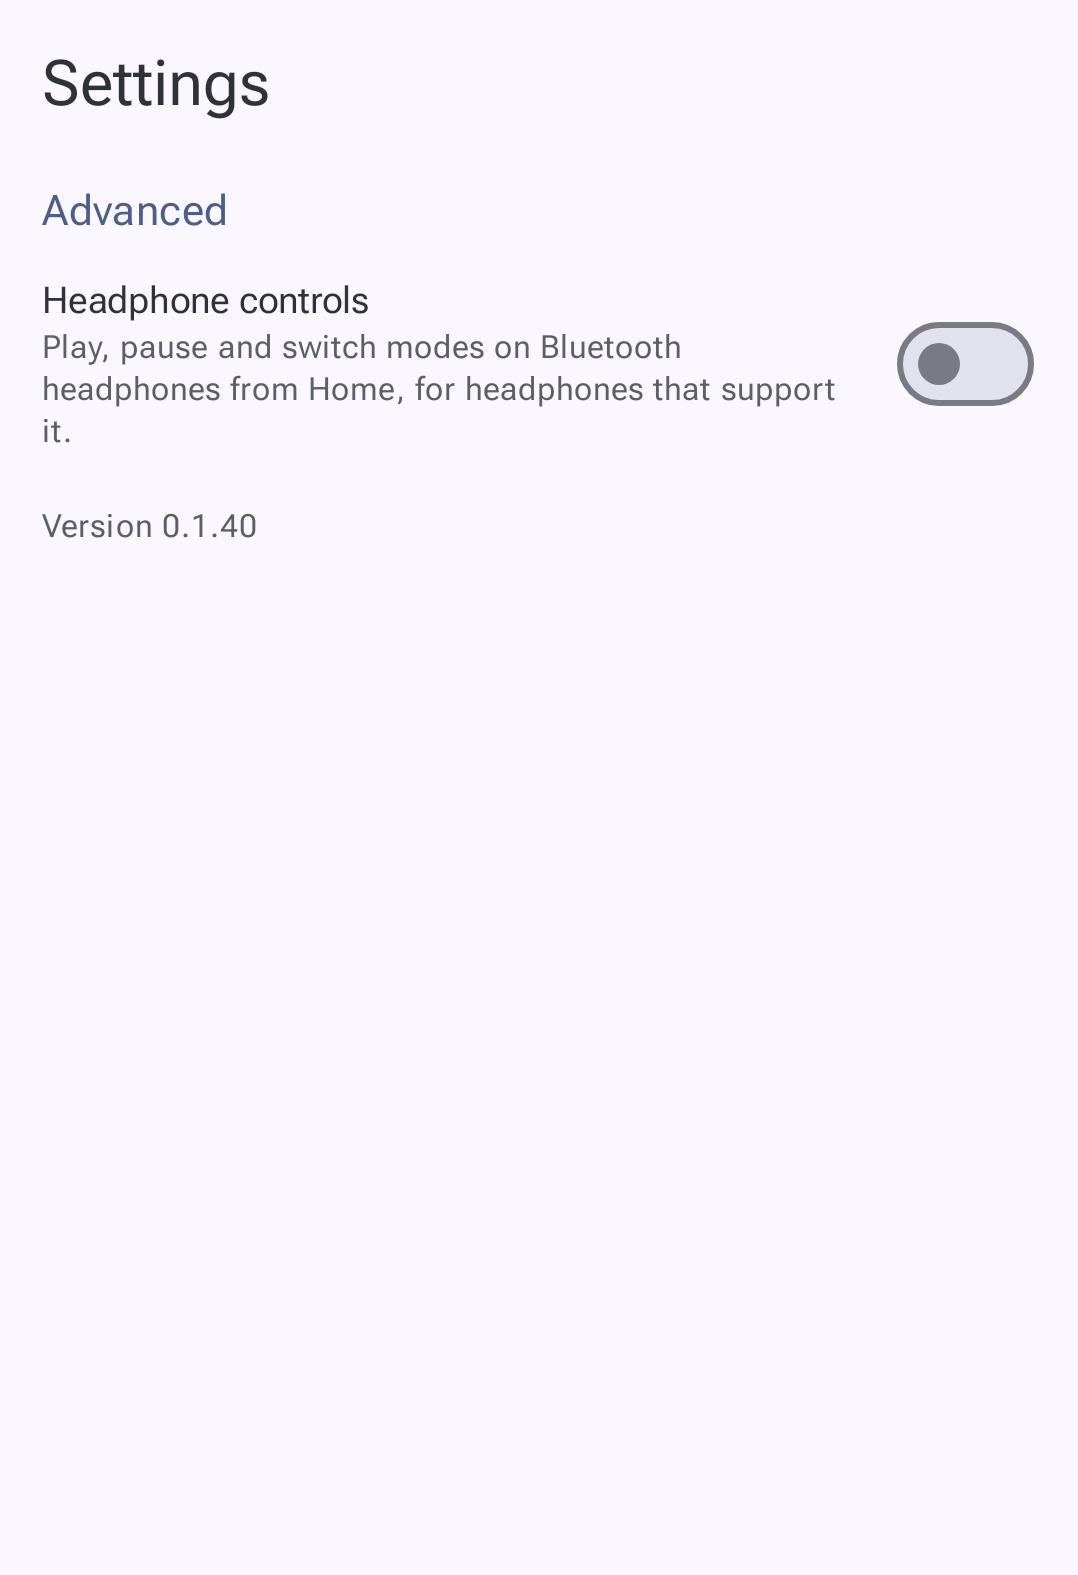 Settings
Advanced
Headphone controls
Play, pause and switch modes on Bluetooth
headphones from Home, for headphones that support
it.
Version 0.1.40